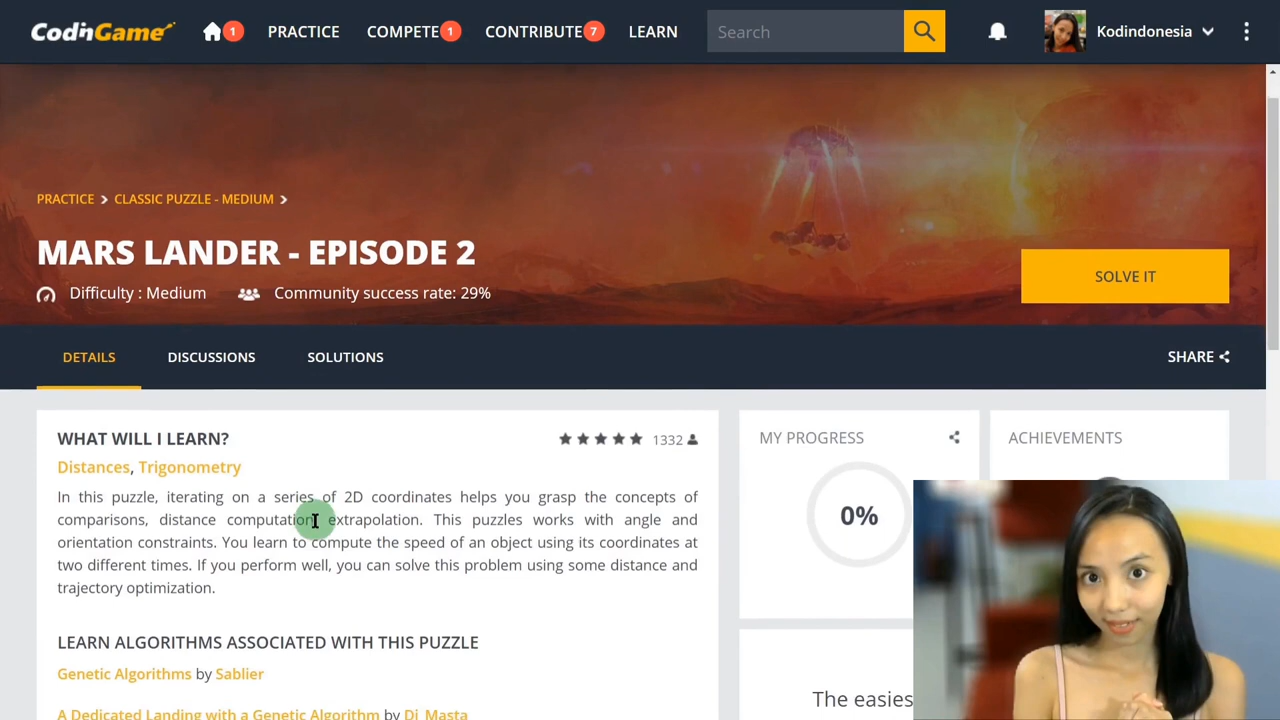 CodinGame
1
PRACTICE
COMPETE 1
CONTRIBUTE 7
LEARN
Search
Kodindonesia
PRACTICE
CLASSIC PUZZLE - MEDIUM
MARS LANDER - EPISODE 2
Difficulty : Medium
Community success rate: 29%
SOLVE IT
DETAILS
DISCUSSIONS
SOLUTIONS
SHARE
WHAT WILL I LEARN?
1332
Distances, Trigonometry
In this puzzle, iterating on a series of 2D coordinates helps you grasp the concepts of
comparisons, distance computation, extrapolation. This puzzles works with angle and
orientation constraints. You learn to compute the speed of an object using its coordinates at
two different times. If you perform well, you can solve this problem using some distance and
trajectory optimization.
LEARN ALGORITHMS ASSOCIATED WITH THIS PUZZLE
Genetic Algorithms by Sablier
A Dedicated Landing with a Genetic Algorithm by Di_Masta
MY PROGRESS
0%
ACHIEVEMENTS
The easies